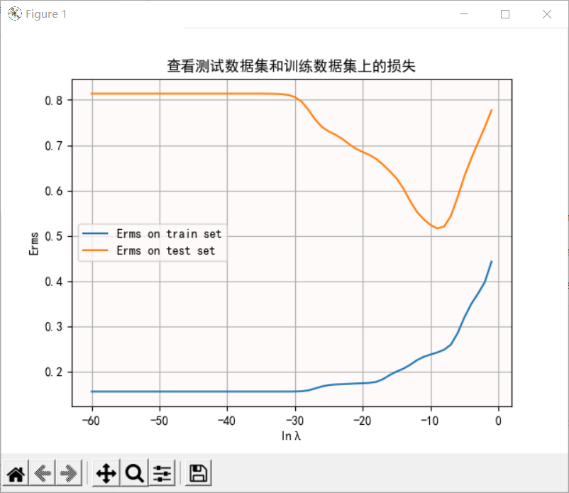 Figure 1
查看测试数据集和训练数据集上的损失
0.8
0.7
0.6
0.5
0.4
0.3
0.2
Erms
Erms on train set
Erms on test set
-60 -50 -40 -30 -20 -10 0
ln λ